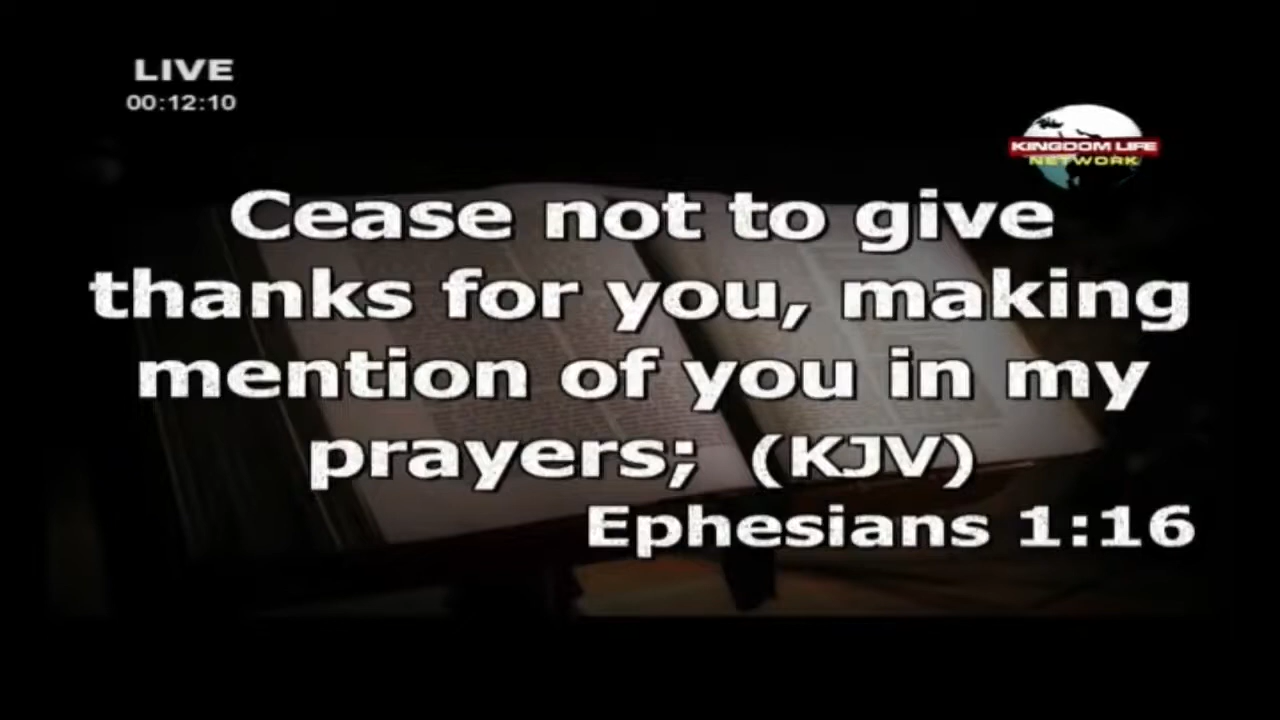 LIVE
00:12:10
KINGDOM LIFE
NETWORK
Cease not to give
thanks for you, making
mention of you in my
prayers; (KJV)
Ephesians 1:16